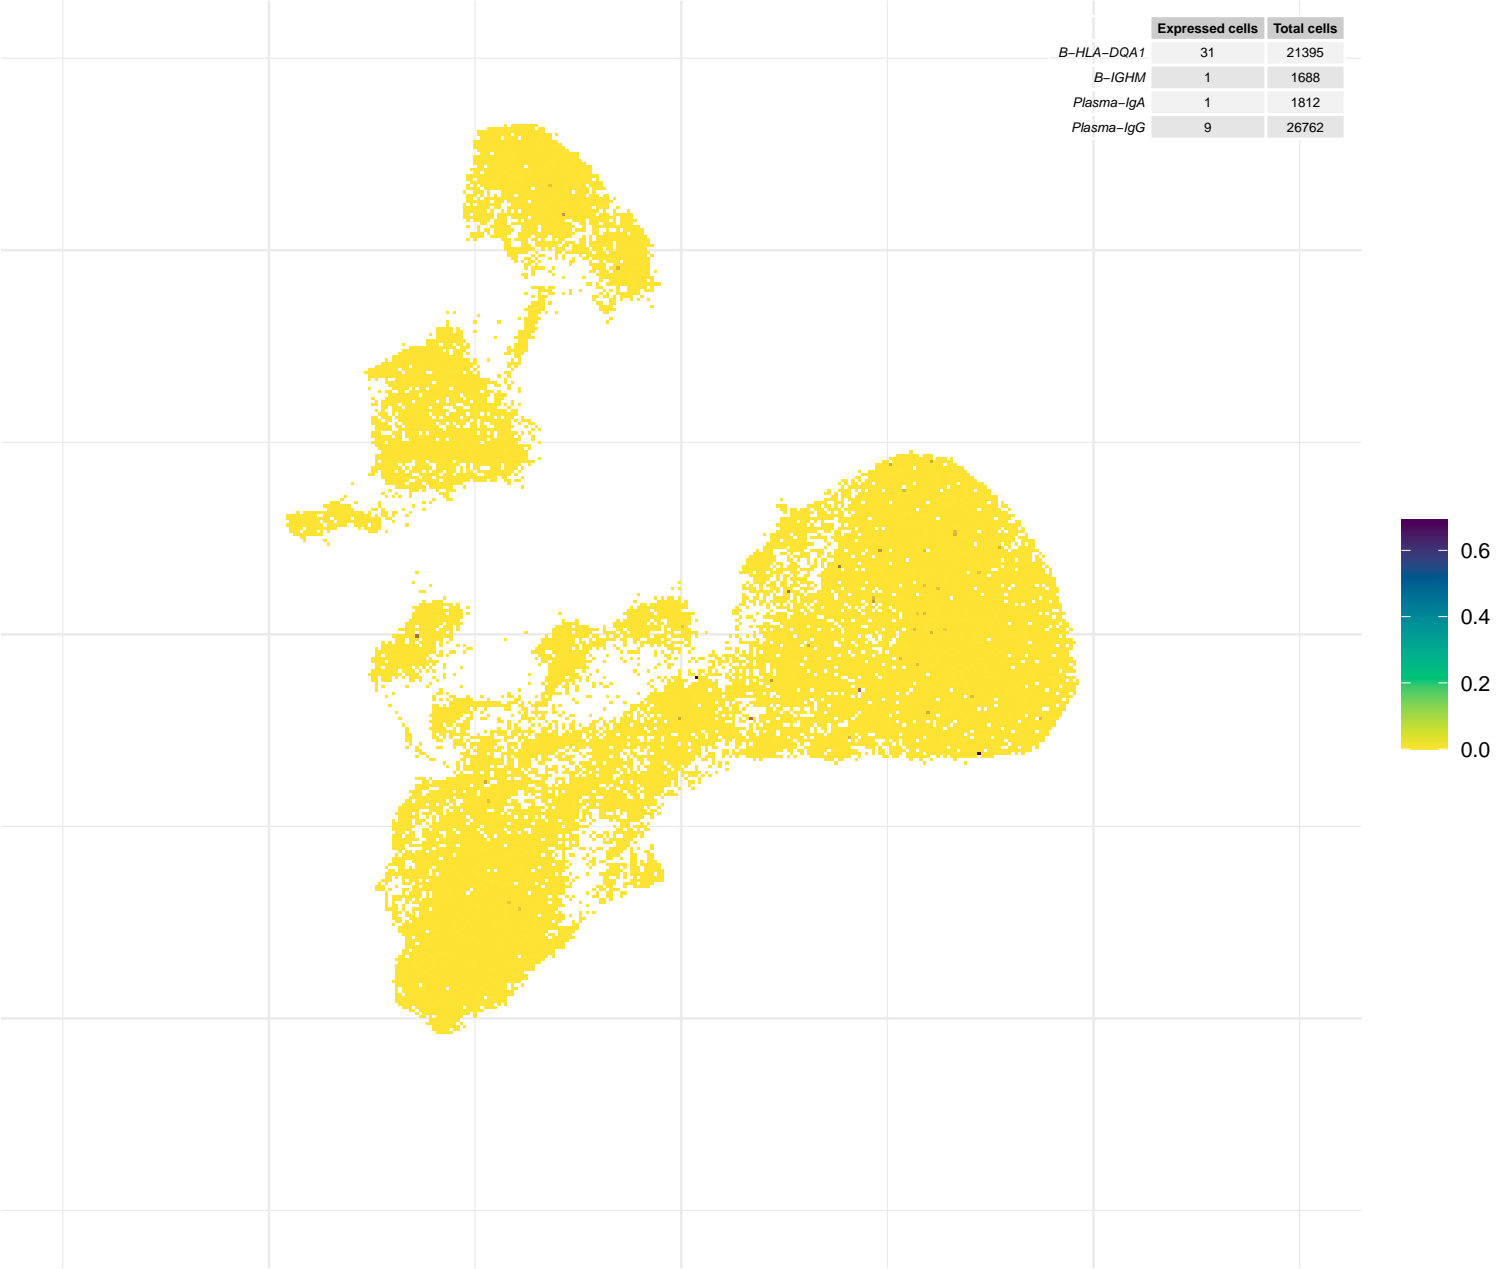 Expressed cells Total cells
B−HLA−DQA1 31 21395
B−IGHM 1 1688
Plasma−IgA 1 1812
Plasma−IgG 9 26762
0.6
0.4
0.2
0.0